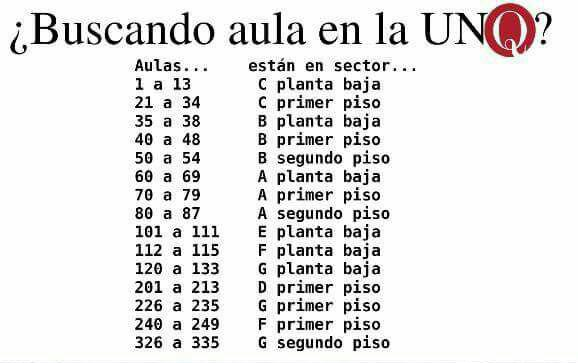 ¿Buscando aula en la UNQ?
Aulas... están en sector...
1 a 13 C planta baja
21 a 34 C primer piso
35 a 38 B planta baja
40 a 48 B primer piso
50 a 54 B segundo piso
60 a 69 A planta baja
70 a 79 A primer piso
80 a 87 A segundo piso
101 a 111 E planta baja
112 a 115 F planta baja
120 a 133 G planta baja
201 a 213 D primer piso
226 a 235 G primer piso
240 a 249 F primer piso
326 a 335 G segundo piso